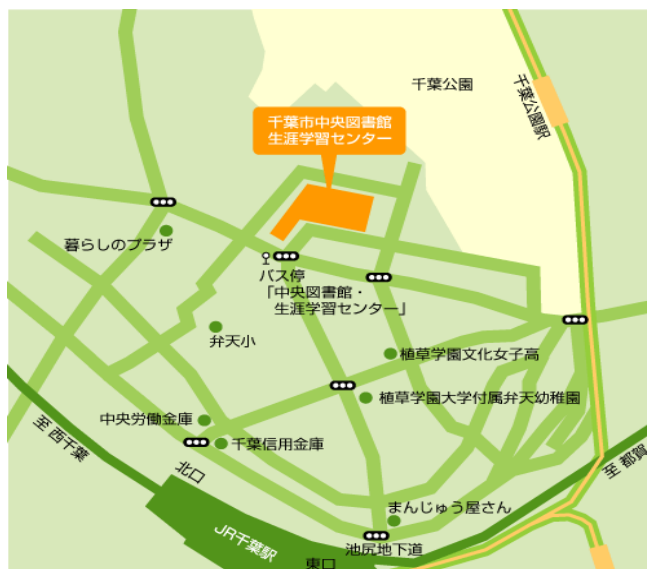 千葉公園
千葉公園駅
千葉市中央図書館
生涯学習センター
暮らしのプラザ
バス停
「中央図書館・
生涯学習センター」
弁天小
植草学園文化女子高
植草学園大学付属弁天幼稚園
中央労働金庫
千葉信用金庫
至 西千葉
北口
至 都賀
まんじゅう屋さん
JR千葉駅
池尻地下道
東口